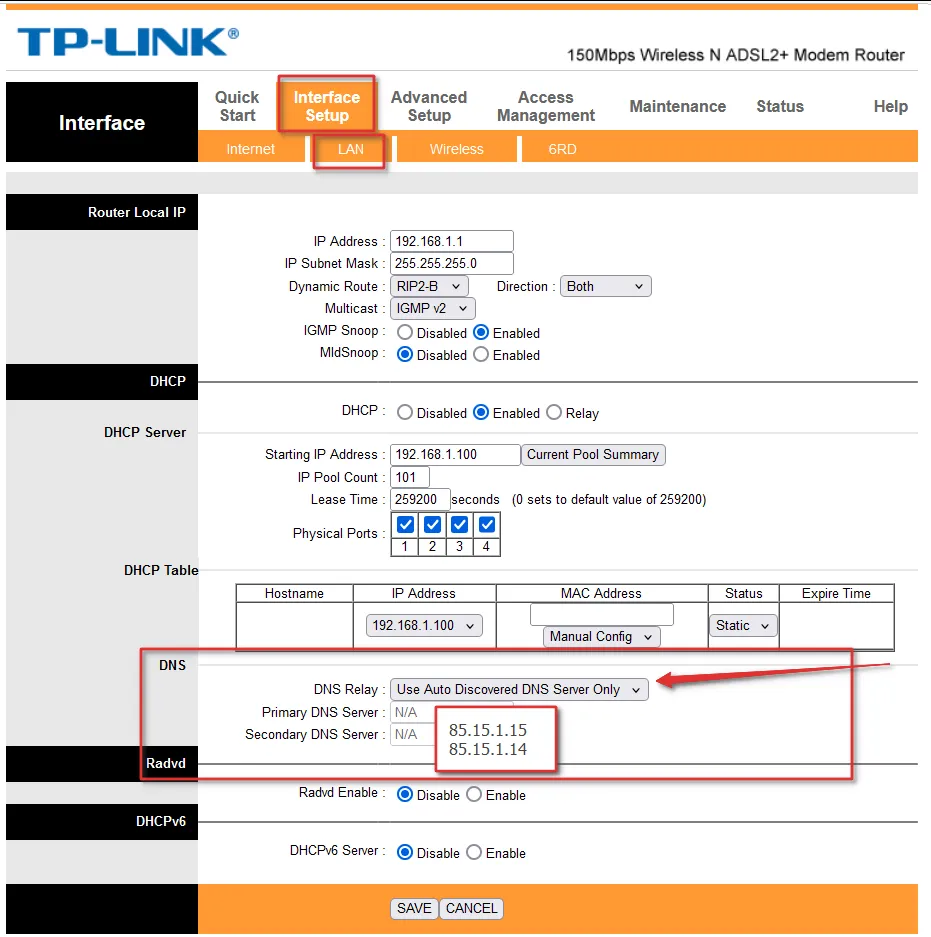 TP-LINK®
150Mbps Wireless N ADSL2+ Modem Router
Interface
Quick Start
Interface Setup
Advanced Setup
Access Management
Maintenance
Status
Help
Internet
LAN
Wireless
6RD
Router Local IP
IP Address : 192.168.1.1
IP Subnet Mask : 255.255.255.0
Dynamic Route : RIP2-B Direction : Both
Multicast : IGMP v2
IGMP Snoop : Disabled Enabled
MldSnoop : Disabled Enabled
DHCP
DHCP : Disabled Enabled Relay
DHCP Server
Starting IP Address : 192.168.1.100 Current Pool Summary
IP Pool Count : 101
Lease Time : 259200 seconds (0 sets to default value of 259200)
Physical Ports :
1 2 3 4
DHCP Table
Hostname IP Address MAC Address Status Expire Time
192.168.1.100 Manual Config Static
DNS
DNS Relay : Use Auto Discovered DNS Server Only
Primary DNS Server : N/A
Secondary DNS Server : N/A
85.15.1.15
85.15.1.14
Radvd
Radvd Enable : Disable Enable
DHCPv6
DHCPv6 Server : Disable Enable
SAVE CANCEL